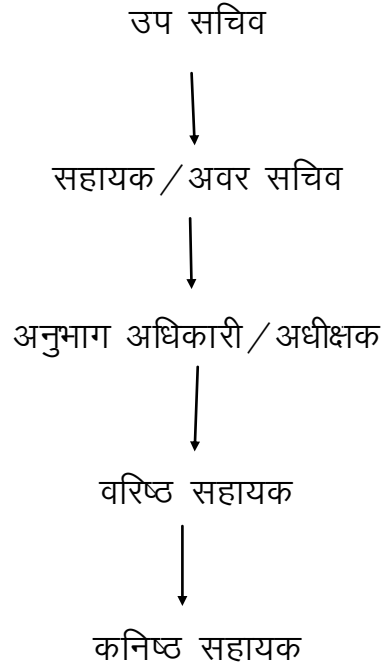 उप सचिव
सहायक/अवर सचिव
अनुभाग अधिकारी/अधीक्षक
वरिष्ठ सहायक
कनिष्ठ सहायक